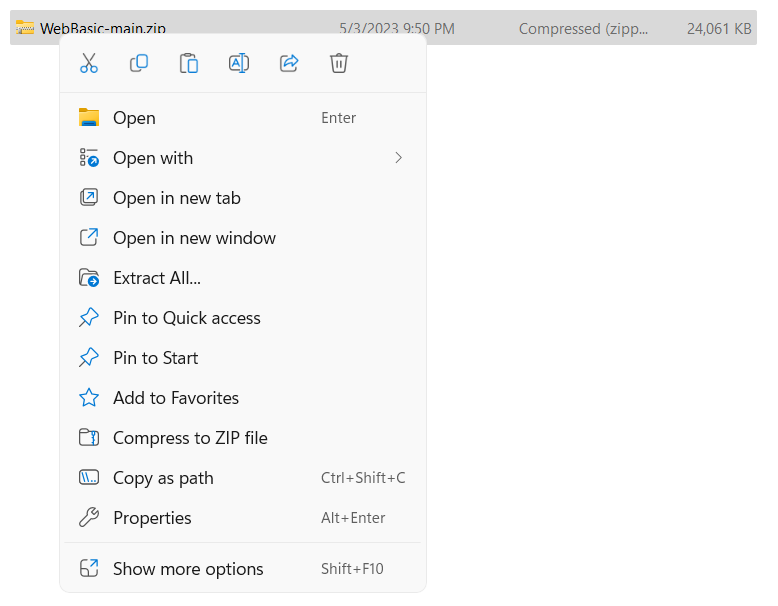 WebBasic-main.zip 5/3/2023 9:50 PM Compressed (zipp... 24,061 KB
Open Enter
Open with
Open in new tab
Open in new window
Extract All...
Pin to Quick access
Pin to Start
Add to Favorites
Compress to ZIP file
Copy as path Ctrl+Shift+C
Properties Alt+Enter
Show more options Shift+F10